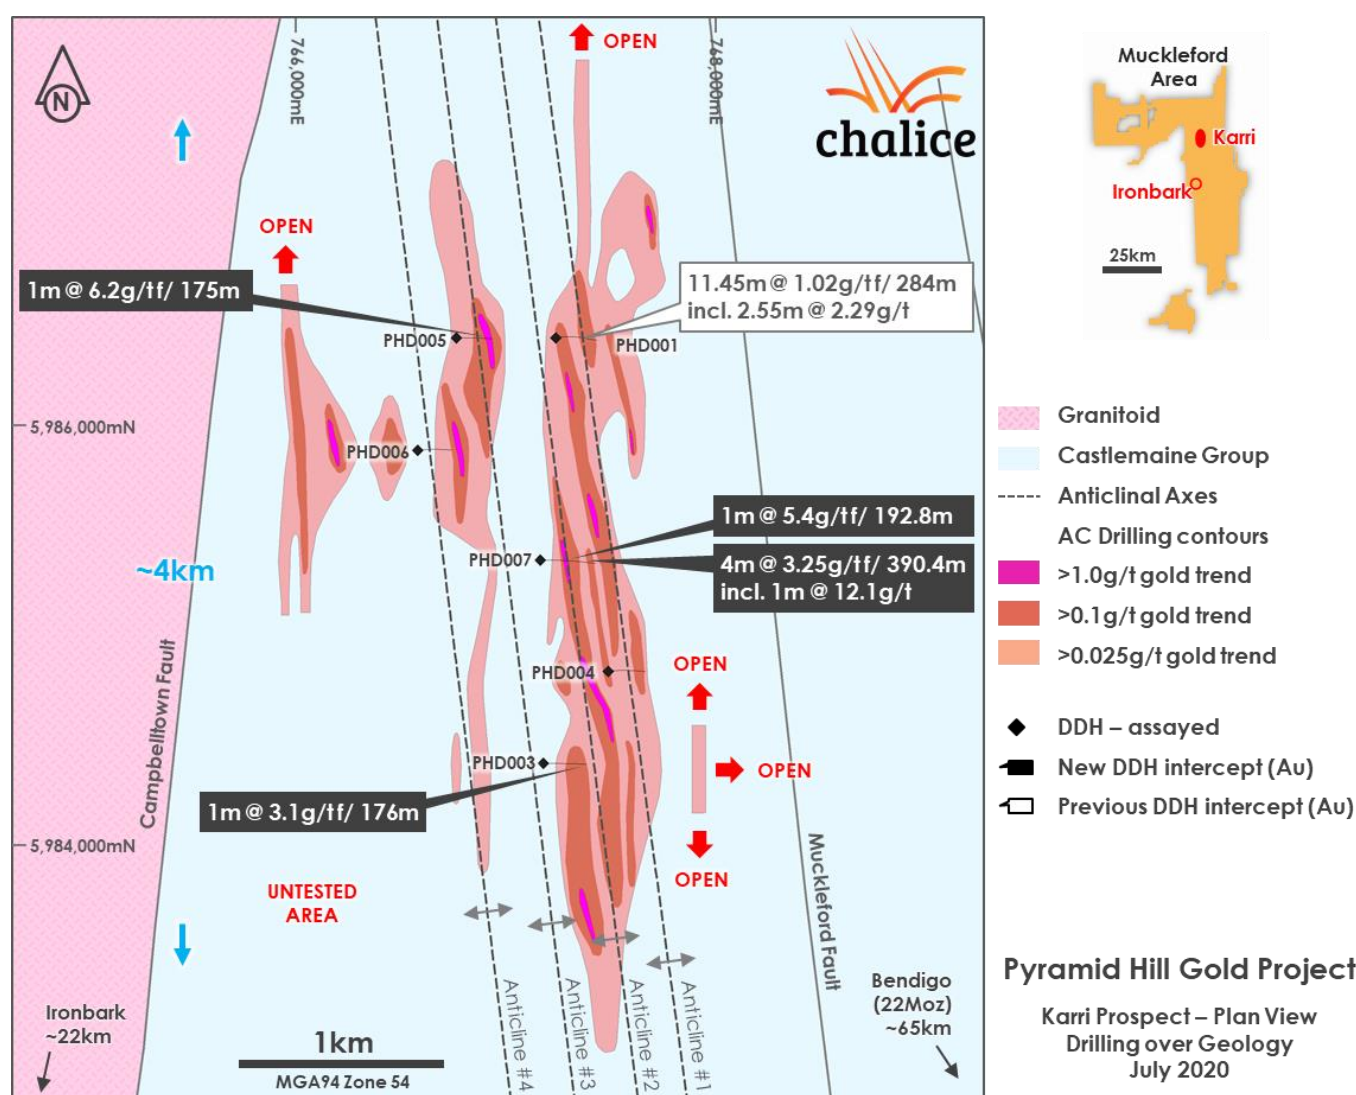 OPEN
766,000mE
768,000mE
N
chalice
OPEN
1m @ 6.2g/tf/ 175m
11.45m @ 1.02g/tf/ 284m
incl. 2.55m @ 2.29g/t
PHD005
PHD001
5,986,000mN
PHD006
1m @ 5.4g/tf/ 192.8m
PHD007
4m @ 3.25g/tf/ 390.4m
incl. 1m @ 12.1g/t
~4km
Campbelltown Fault
PHD004
OPEN
PHD003
OPEN
1m @ 3.1g/tf/ 176m
5,984,000mN
OPEN
UNTESTED
AREA
Muckleford Fault
Anticline #4
Anticline #3
Anticline #2
Anticline #1
Bendigo
(22Moz)
~65km
Ironbark
~22km
1km
MGA94 Zone 54
Muckleford
Area
Karri
Ironbark
25km
Granitoid
Castlemaine Group
Anticlinal Axes
AC Drilling contours
>1.0g/t gold trend
>0.1g/t gold trend
>0.025g/t gold trend
DDH – assayed
New DDH intercept (Au)
Previous DDH intercept (Au)
Pyramid Hill Gold Project
Karri Prospect – Plan View
Drilling over Geology
July 2020